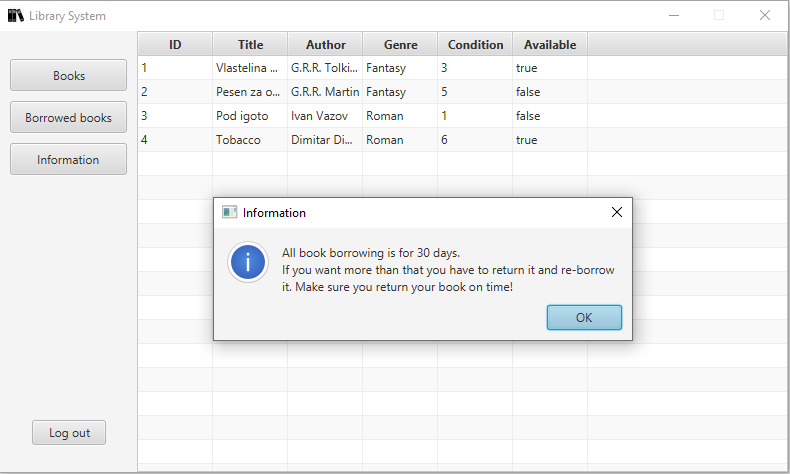 Library System
Books
Borrowed books
Information
Log out
ID Title Author Genre Condition Available
1 Vlastelina ... G.R.R. Tolki... Fantasy 3 true
2 Pesen za o... G.R.R. Martin Fantasy 5 false
3 Pod igoto Ivan Vazov Roman 1 false
4 Tobacco Dimitar Di... Roman 6 true
Information
All book borrowing is for 30 days.
If you want more than that you have to return it and re-borrow
it. Make sure you return your book on time!
OK